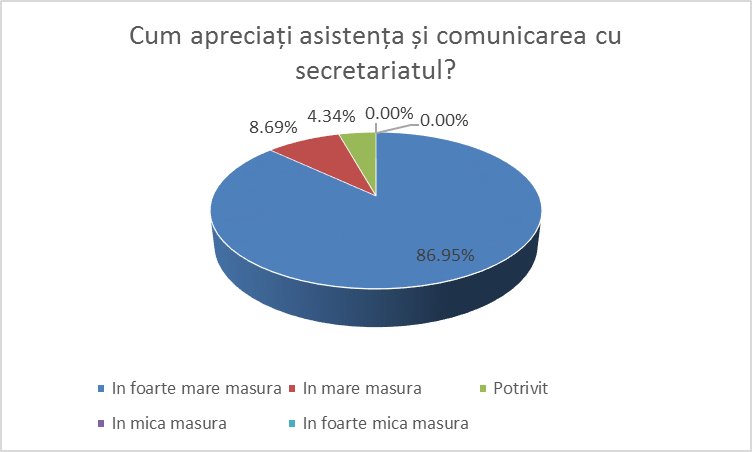 Cum apreciați asistența și comunicarea cu
secretariatul?
8.69% 4.34% 0.00% 0.00%
86.95%
In foarte mare masura In mare masura Potrivit
In mica masura In foarte mica masura